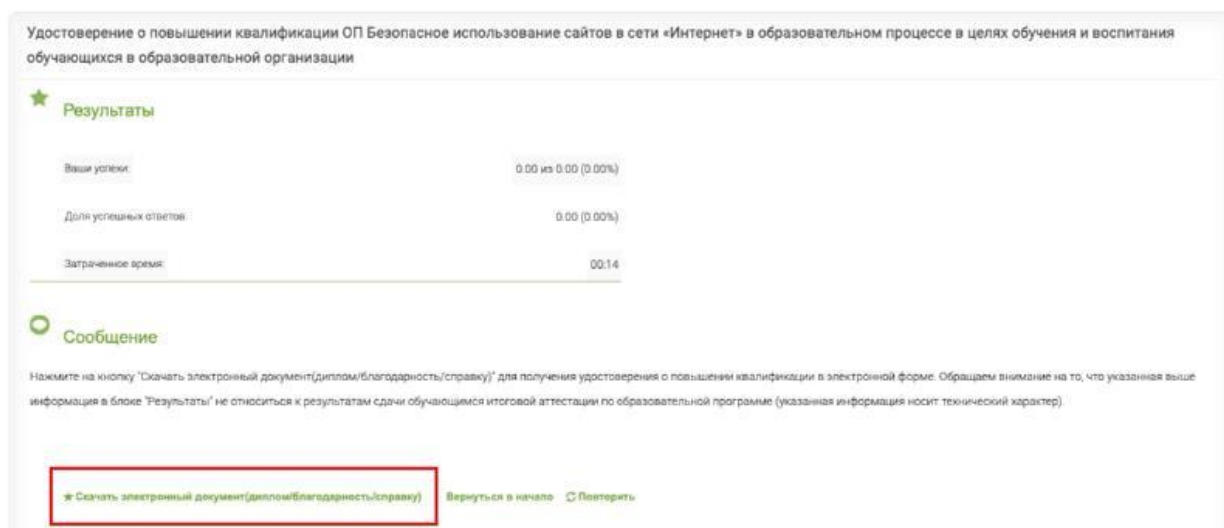 Удостоверение о повышении квалификации ОП Безопасное использование сайтов в сети «Интернет» в образовательном процессе в целях обучения и воспитания
обучающихся в образовательной организации
Результаты
Ваши успехи: 0.00 из 0.00 (0.00%)
Доля успешных ответов 0.00 (0.00%)
Затраченное время: 00:14
Сообщение
Нажмите на кнопку "Скачать электронный документ(диплом/благодарность/справку)" для получения удостоверения о повышении квалификации в электронной форме. Обращаем внимание на то, что указанная выше
информация в блоке "Результаты" не относиться к результатам сдачи обучающимся итоговой аттестации по образовательной программе (указанная информация носит технический характер).
Скачать электронный документ(диплом/благодарность/справку) Вернуться в начало Повторить